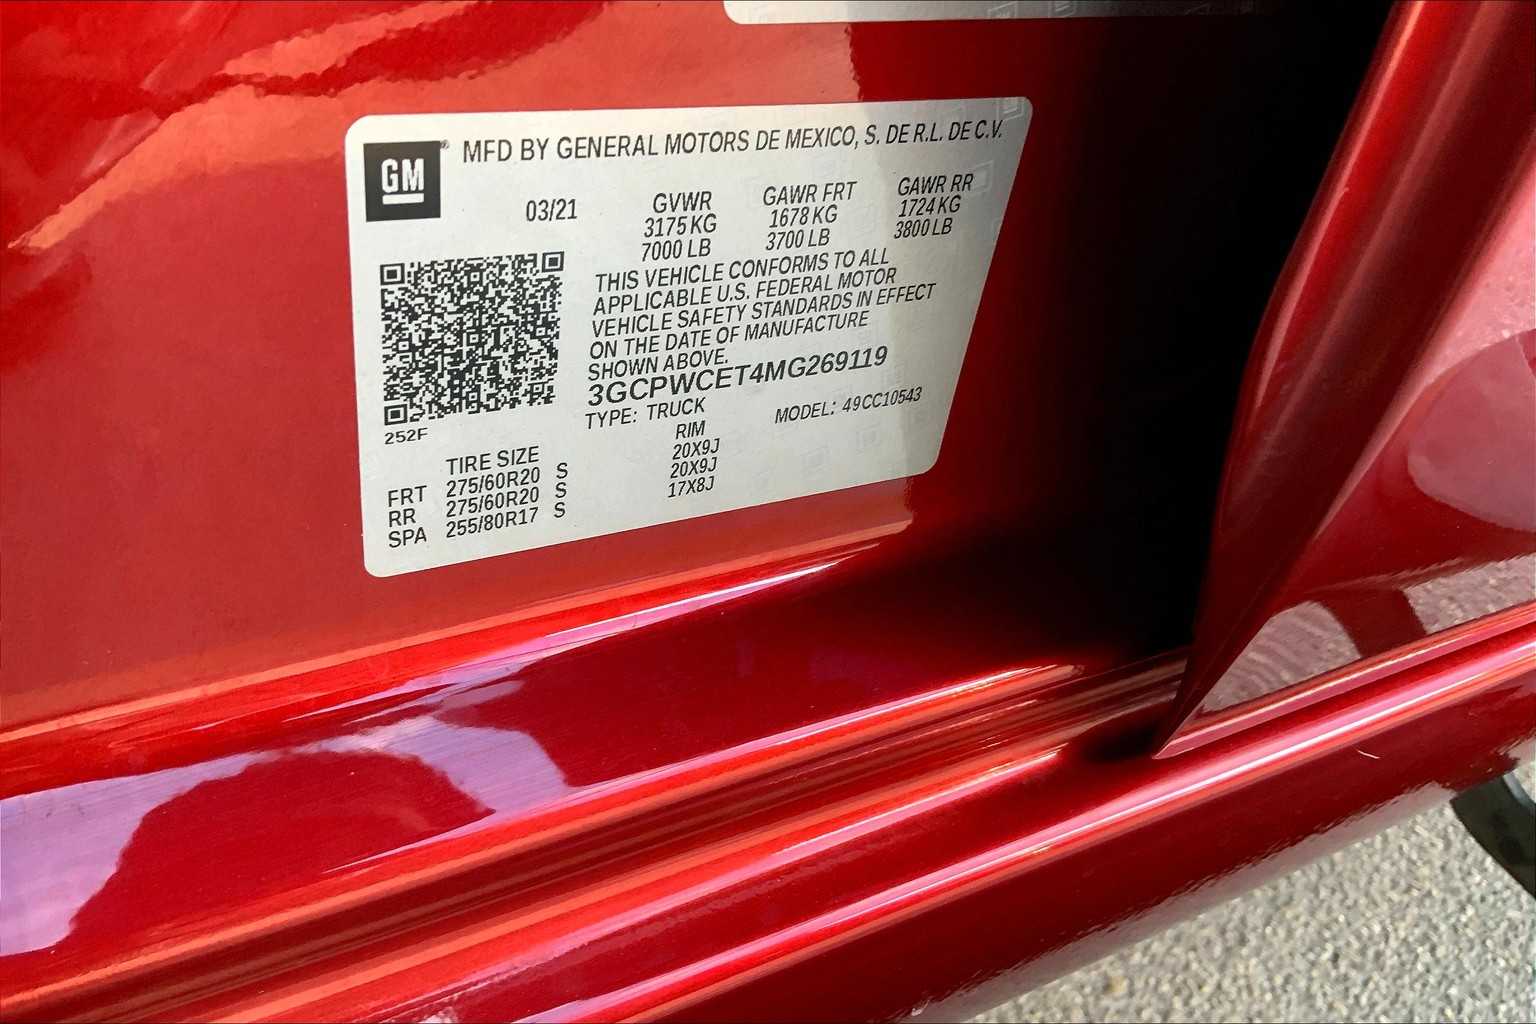 GM® MFD BY GENERAL MOTORS DE MEXICO, S. DE R.L. DE C.V.
03/21 GVWR GAWR FRT GAWR RR
3175 KG 1678 KG 1724 KG
7000 LB 3700 LB 3800 LB
THIS VEHICLE CONFORMS TO ALL
APPLICABLE U.S. FEDERAL MOTOR
VEHICLE SAFETY STANDARDS IN EFFECT
ON THE DATE OF MANUFACTURE
SHOWN ABOVE.
3GCPWCET4MG269119
TYPE: TRUCK MODEL: 49CC10543
252F
TIRE SIZE RIM
FRT 275/60R20 S 20X9J
RR 275/60R20 S 20X9J
SPA 255/80R17 S 17X8J